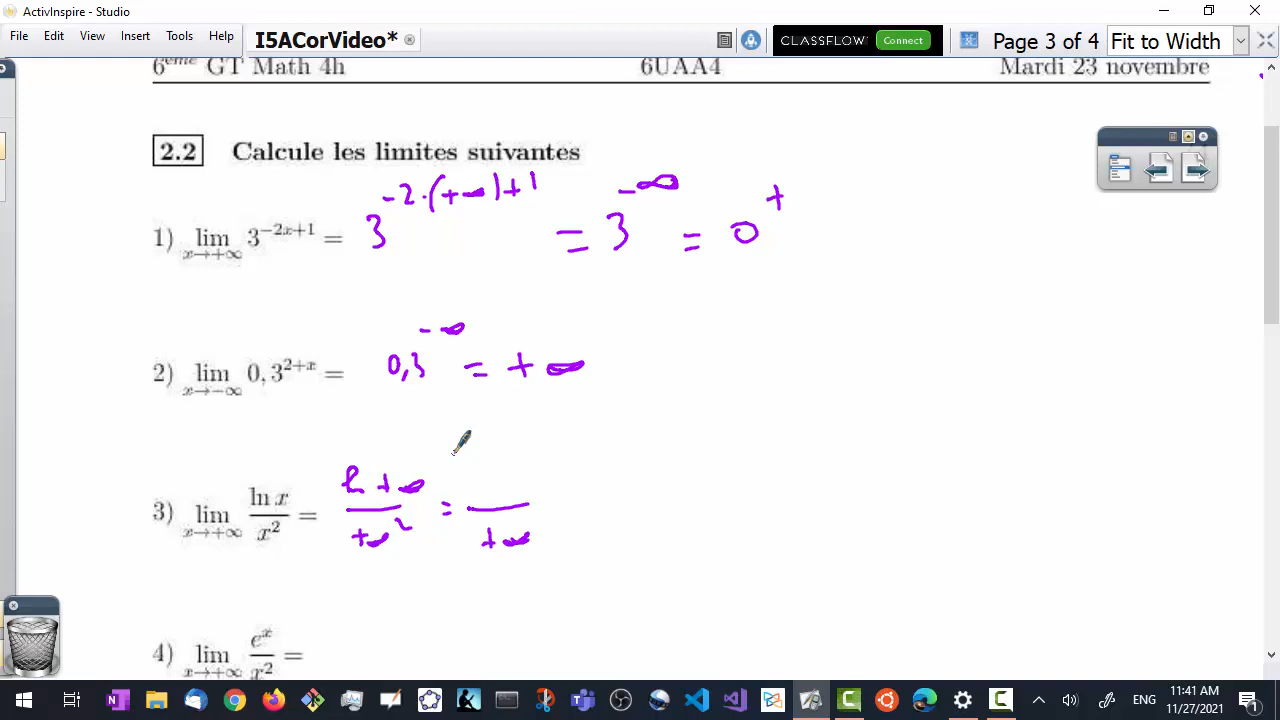 ActivInspire - Studio
File Edit View Insert Tools Help I5ACorVideo* CLASSFLOW Connect Page 3 of 4 Fit to Width
6ème GT Math 4h 6UAA4 Mardi 23 novembre
2.2 Calcule les limites suivantes
1) lim x→+∞ 3^{-2x+1} = 3^{-2·(+∞)+1} = 3^{-∞} = 0^+
2) lim x→-∞ 0,3^{2+x} = 0,3^{-∞} = +∞
3) lim x→+∞ ln x / x² = ln +∞ / +∞² = / +∞
4) lim x→+∞ e^x / x² =
ENG 11:41 AM
11/27/2021 1